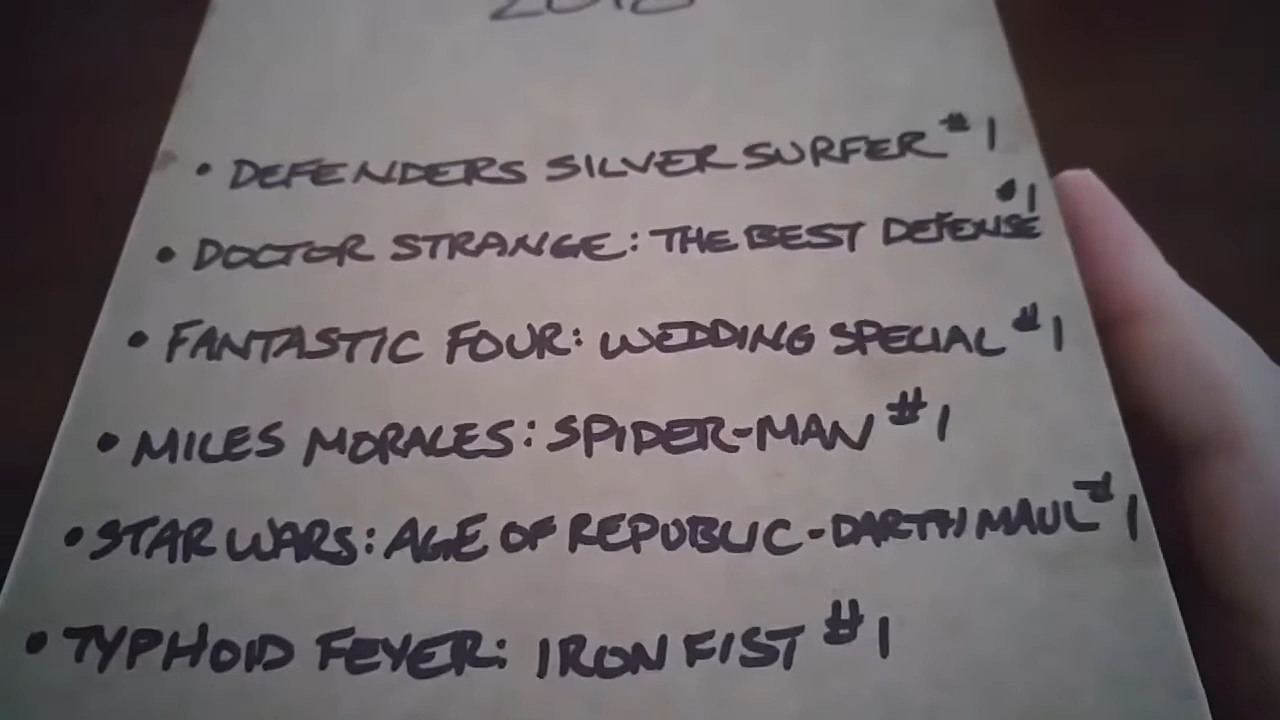 2018
• DEFENDERS SILVER SURFER #1
• DOCTOR STRANGE: THE BEST DEFENSE #1
• FANTASTIC FOUR: WEDDING SPECIAL #1
• MILES MORALES: SPIDER-MAN #1
• STAR WARS: AGE OF REPUBLIC-DARTH MAUL #1
• TYPHOID FEVER: IRON FIST #1